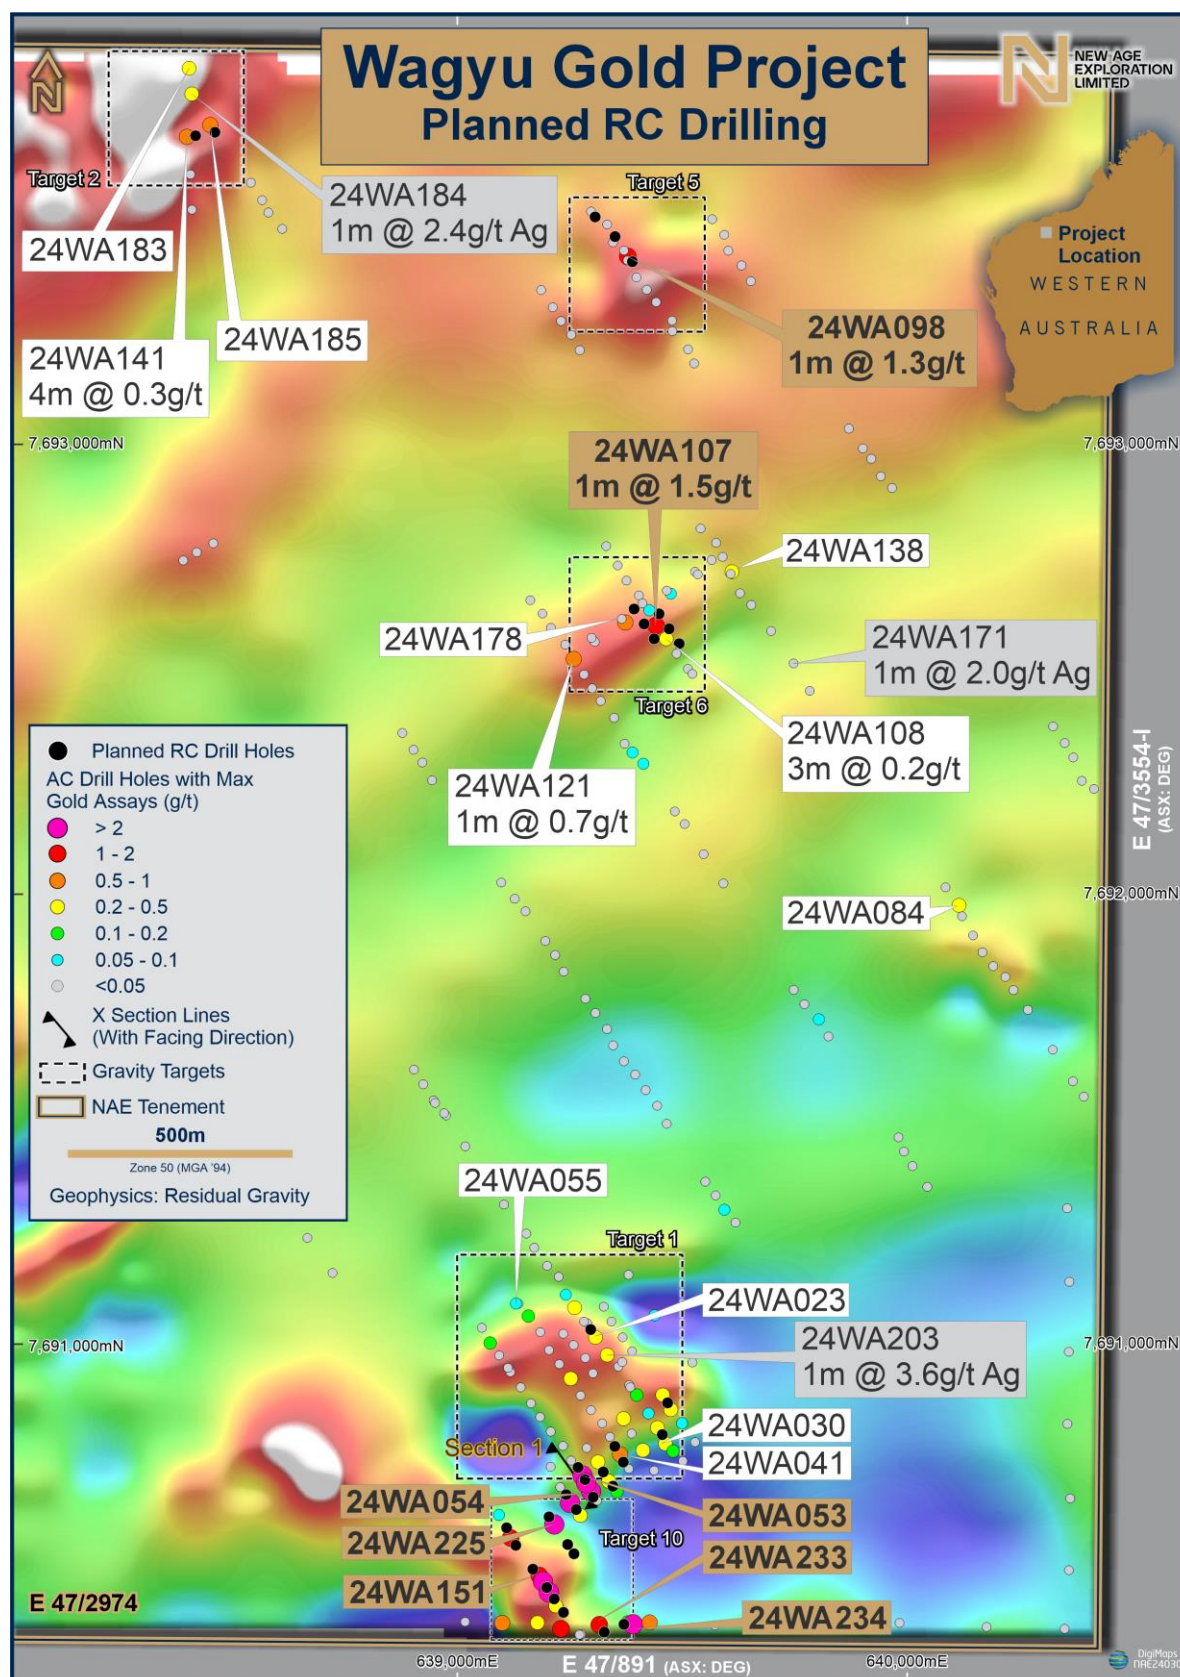 Wagyu Gold Project
Planned RC Drilling
N
NEW AGE
EXPLORATION
LIMITED
Project
Location
WESTERN
AUSTRALIA
Target 2
24WA183
24WA184
1m @ 2.4g/t Ag
24WA141
4m @ 0.3g/t
24WA185
Target 5
24WA098
1m @ 1.3g/t
7,693,000mN
7,693,000mN
24WA107
1m @ 1.5g/t
24WA138
24WA178
24WA171
1m @ 2.0g/t Ag
Target 6
24WA108
3m @ 0.2g/t
24WA121
1m @ 0.7g/t
E 47/3554-I
(ASX: DEG)
Planned RC Drill Holes
AC Drill Holes with Max
Gold Assays (g/t)
> 2
1 - 2
0.5 - 1
0.2 - 0.5
0.1 - 0.2
0.05 - 0.1
<0.05
X Section Lines
(With Facing Direction)
Gravity Targets
NAE Tenement
500m
Zone 50 (MGA '94)
Geophysics: Residual Gravity
7,692,000mN
24WA084
24WA055
Target 1
24WA023
7,691,000mN
7,691,000mN
24WA203
1m @ 3.6g/t Ag
24WA030
Section 1
24WA041
24WA054
24WA053
24WA225
Target 10
24WA233
24WA151
24WA234
E 47/2974
639,000mE
E 47/891 (ASX: DEG)
640,000mE
DigiMaps